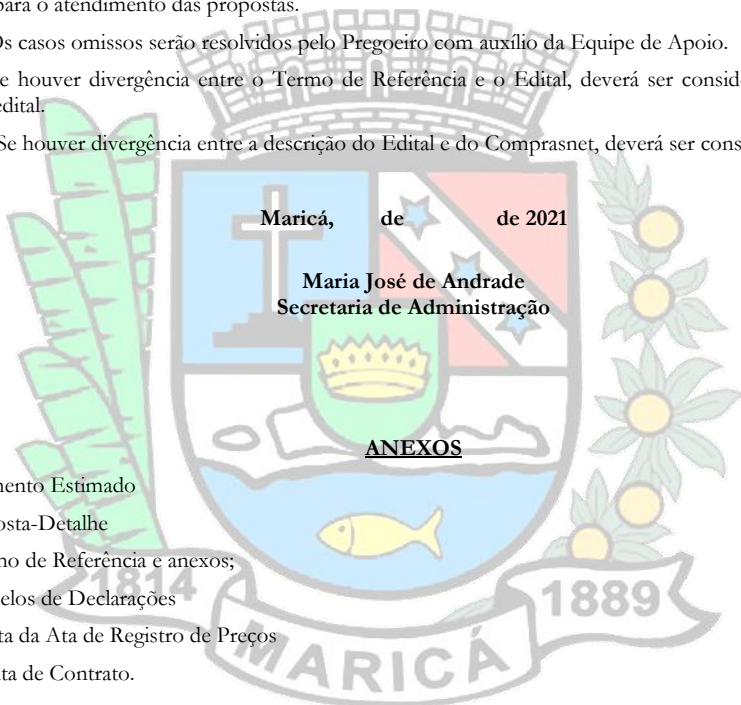 para o atendimento das propostas.
Os casos omissos serão resolvidos pelo Pregoeiro com auxílio da Equipe de Apoio.
e houver divergência entre o Termo de Referência e o Edital, deverá ser consid
edital.
Se houver divergência entre a descrição do Edital e do Comprasnet, deverá ser cons
Maricá, de de 2021
Maria José de Andrade
Secretaria de Administração
ANEXOS
mento Estimado
osta-Detalhe
mo de Referência e anexos;
elos de Declarações
ta da Ata de Registro de Preços
ta de Contrato.
1814
MARICÁ
1889